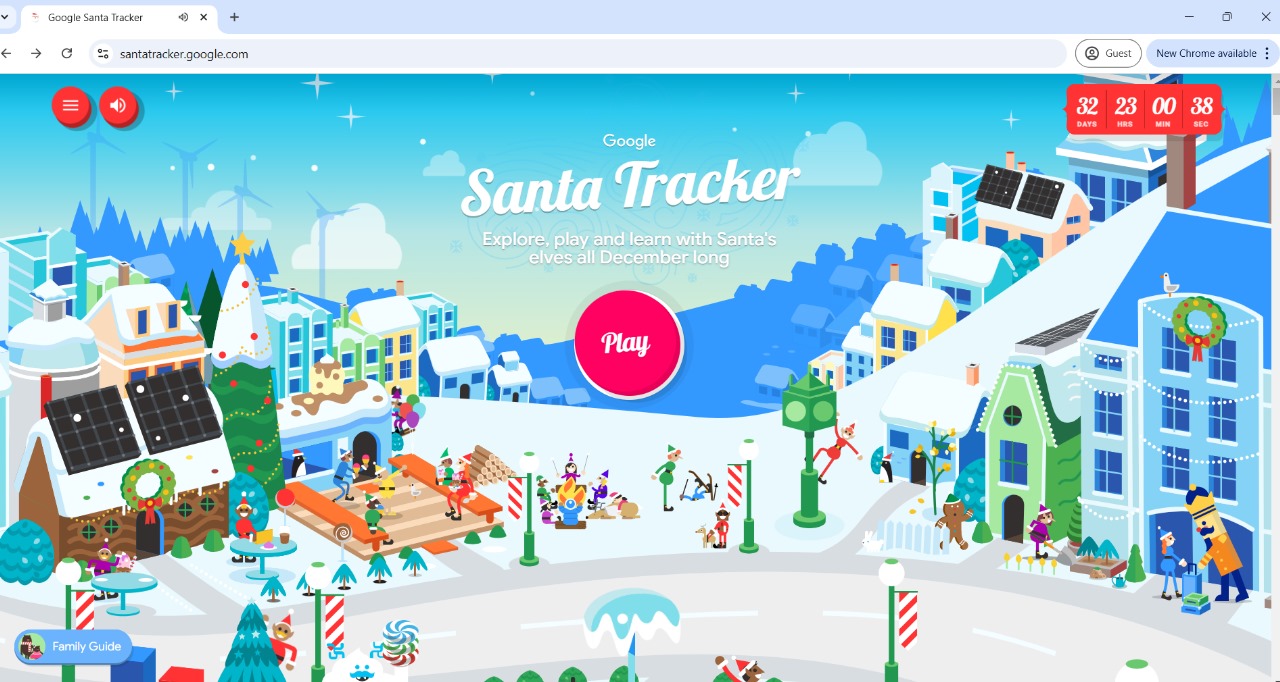 Google Santa Tracker
santatracker.google.com
Guest
New Chrome available
32 23 00 38
DAYS HRS MIN SEC
Google
Santa Tracker
Explore, play and learn with Santa's
elves all December long
Play
Family Guide